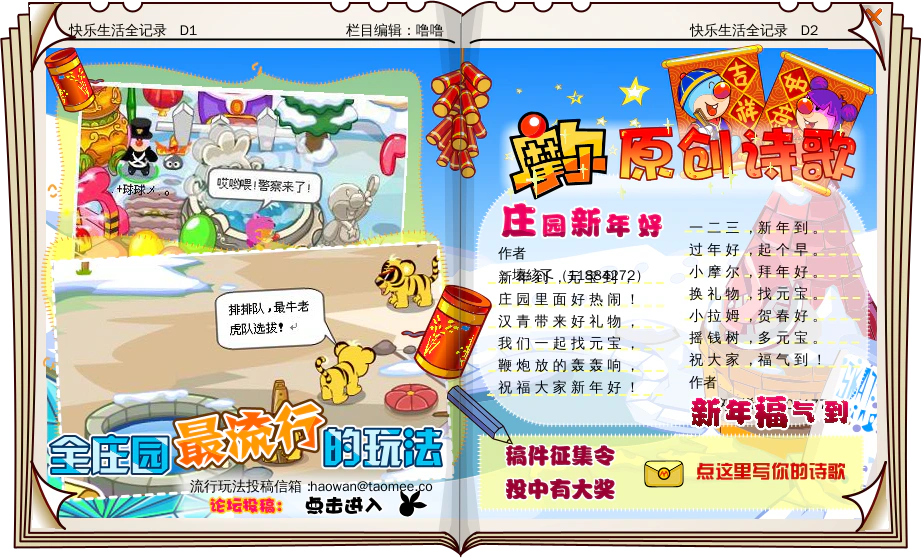 快乐生活全记录 D1
栏目编辑：噜噜
+球球メ.。
哎哟喂!警察来了!
排排队,最牛老
虎队选拔!
全庄园最流行的玩法
流行玩法投稿信箱:haowan@taomee.co
论坛投稿:
点击进入
快乐生活全记录 D2
吉祥
摩尔
原创诗歌
庄园新年好
作者
庄园里面好热闹！
汉青带来好礼物，
我们一起找元宝，
鞭炮放的轰轰响，
祝福大家新年好！
一二三，新年到。
过年好，起个早。
小摩尔，拜年好。
换礼物，找元宝。
小拉姆，贺春好。
摇钱树，多元宝。
祝大家，福气到！
作者
新年福气到
稿件征集令
投中有大奖
点这里写你的诗歌